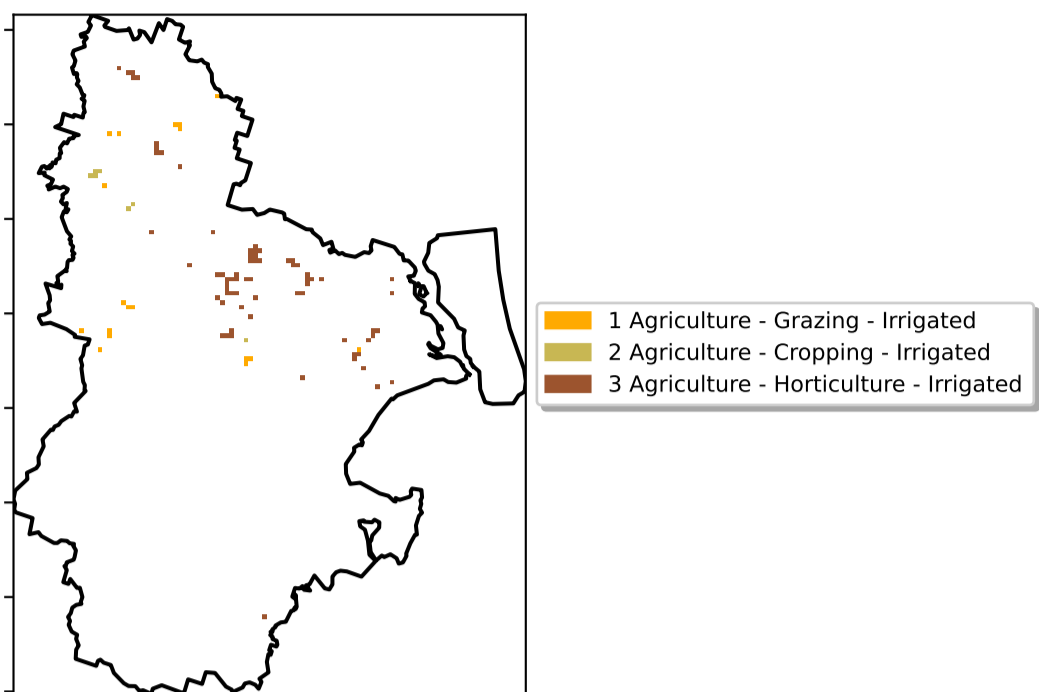 1 Agriculture - Grazing - Irrigated
2 Agriculture - Cropping - Irrigated
3 Agriculture - Horticulture - Irrigated